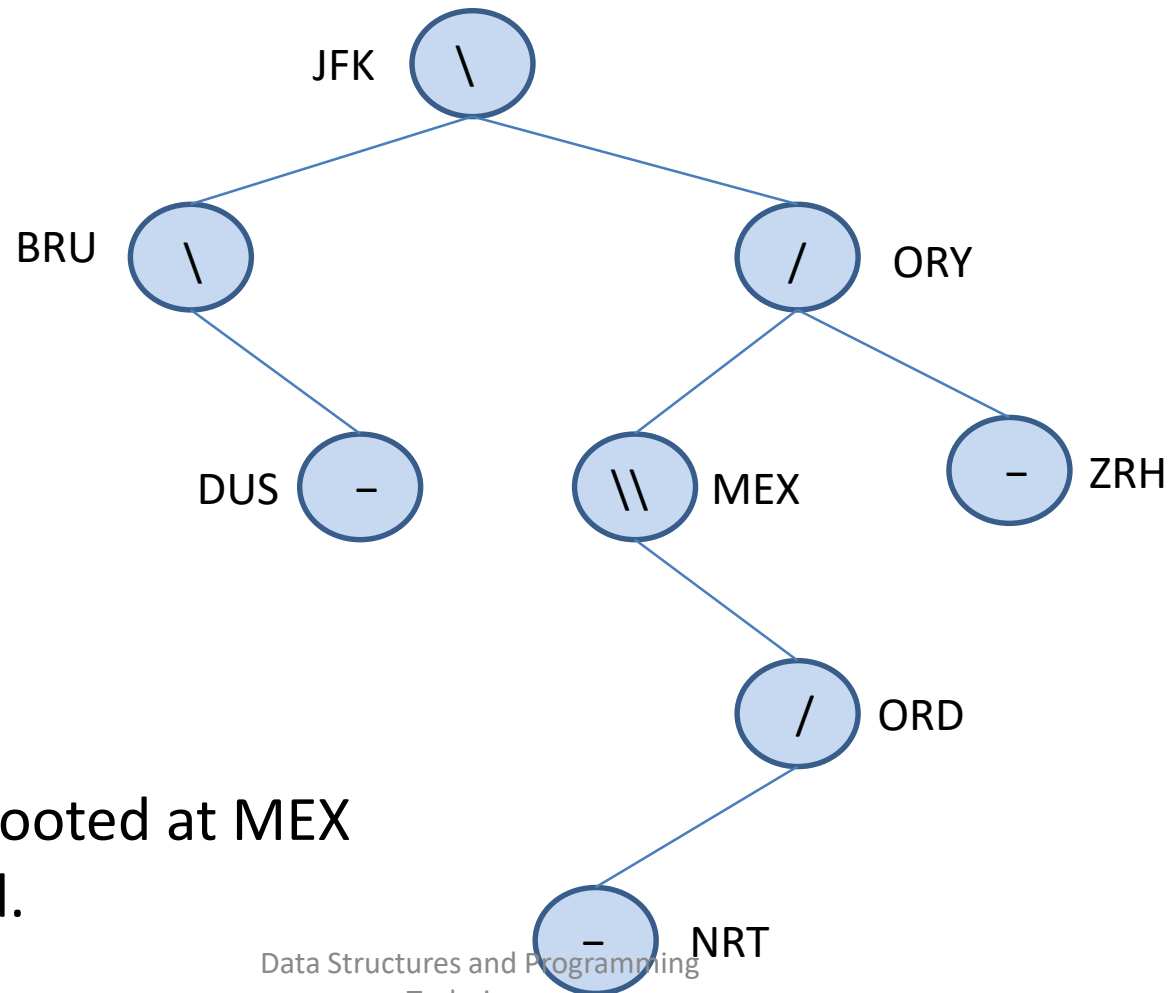 JFK \
BRU \ / ORY
DUS – \\ MEX – ZRH
/ ORD
ooted at MEX
– NRT
Data Structures and Programming